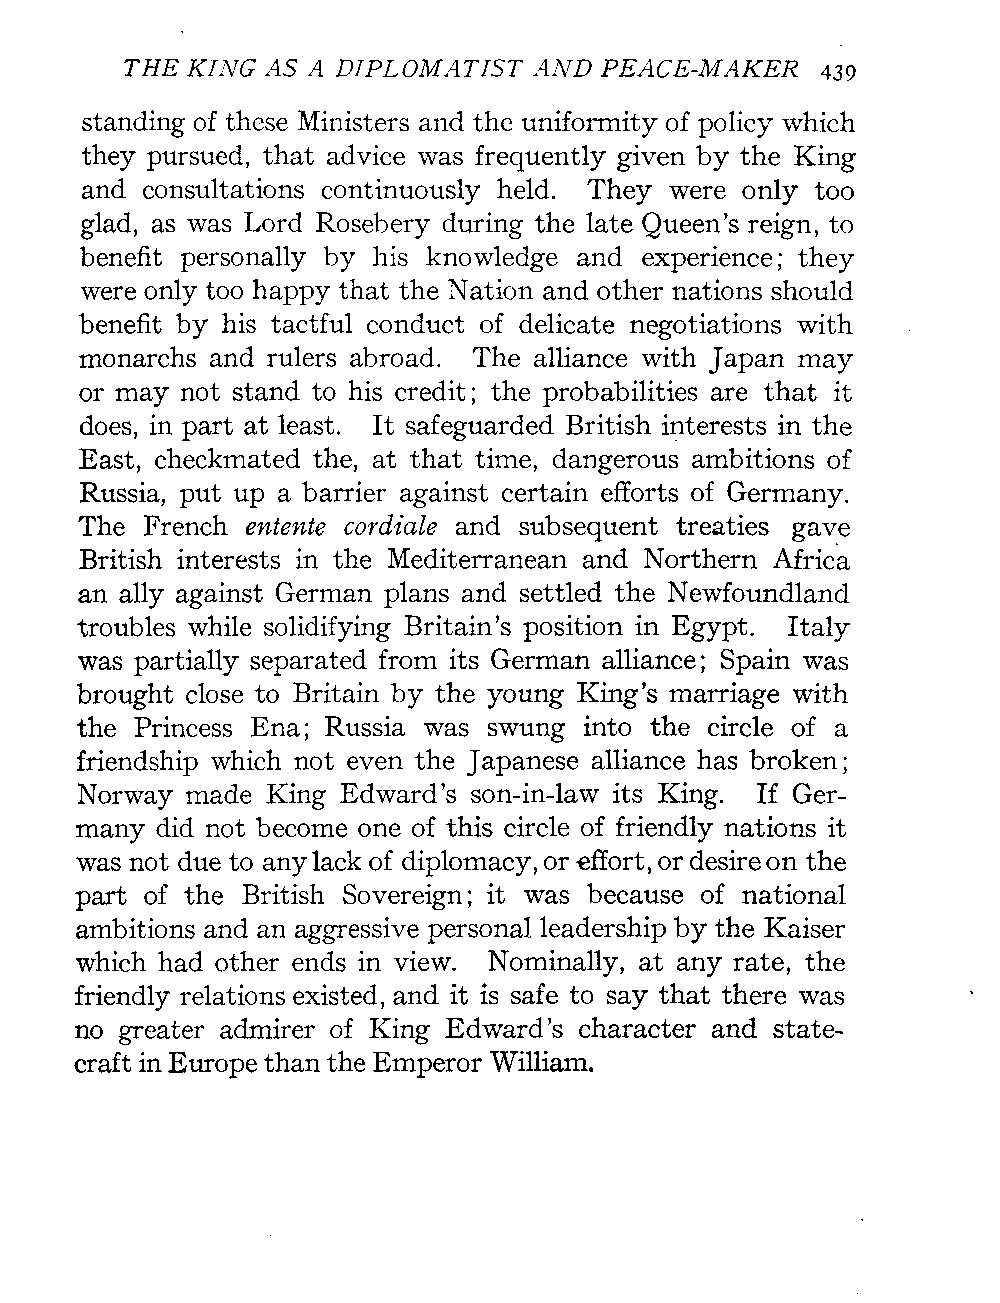 THE KING AS A DIPLOMATIST AND PEACE-MAKER 439
standing of these Ministers and the uniformity of policy which
they pursued, that advice was frequently given by the King
and consultations continuously held. They were only too
glad, as was Lord Rosebery during the late Queen's reign, to
benefit personally by his knowledge and experience; they
were only too happy that the Nation and other nations should
benefit by his tactful conduct of delicate negotiations with
monarchs and rulers abroad. The alliance with Japan may
or may not stand to his credit; the probabilities are that it
does, in part at least. It safeguarded British interests in the
East, checkmated the, at that time, dangerous ambitions of
Russia, put up a barrier against certain efforts of Germany.
The French entente cordiale and subsequent treaties gave
British interests in the Mediterranean and Northern Africa
an ally against German plans and settled the Newfoundland
troubles while solidifying Britain's position in Egypt. Italy
was partially separated from its German alliance; Spain was
brought close to Britain by the young King's marriage with
the Princess Ena; Russia was swung into the circle of a
friendship which not even the Japanese alliance has broken;
Norway made King Edward's son-in-law its King. If Ger-
many did not become one of this circle of friendly nations it
was not due to any lack of diplomacy, or effort, or desire on the
part of the British Sovereign; it was because of national
ambitions and an aggressive personal leadership by the Kaiser
which had other ends in view. Nominally, at any rate, the
friendly relations existed, and it is safe to say that there was
no greater admirer of King Edward's character and state-
craft in Europe than the Emperor William.